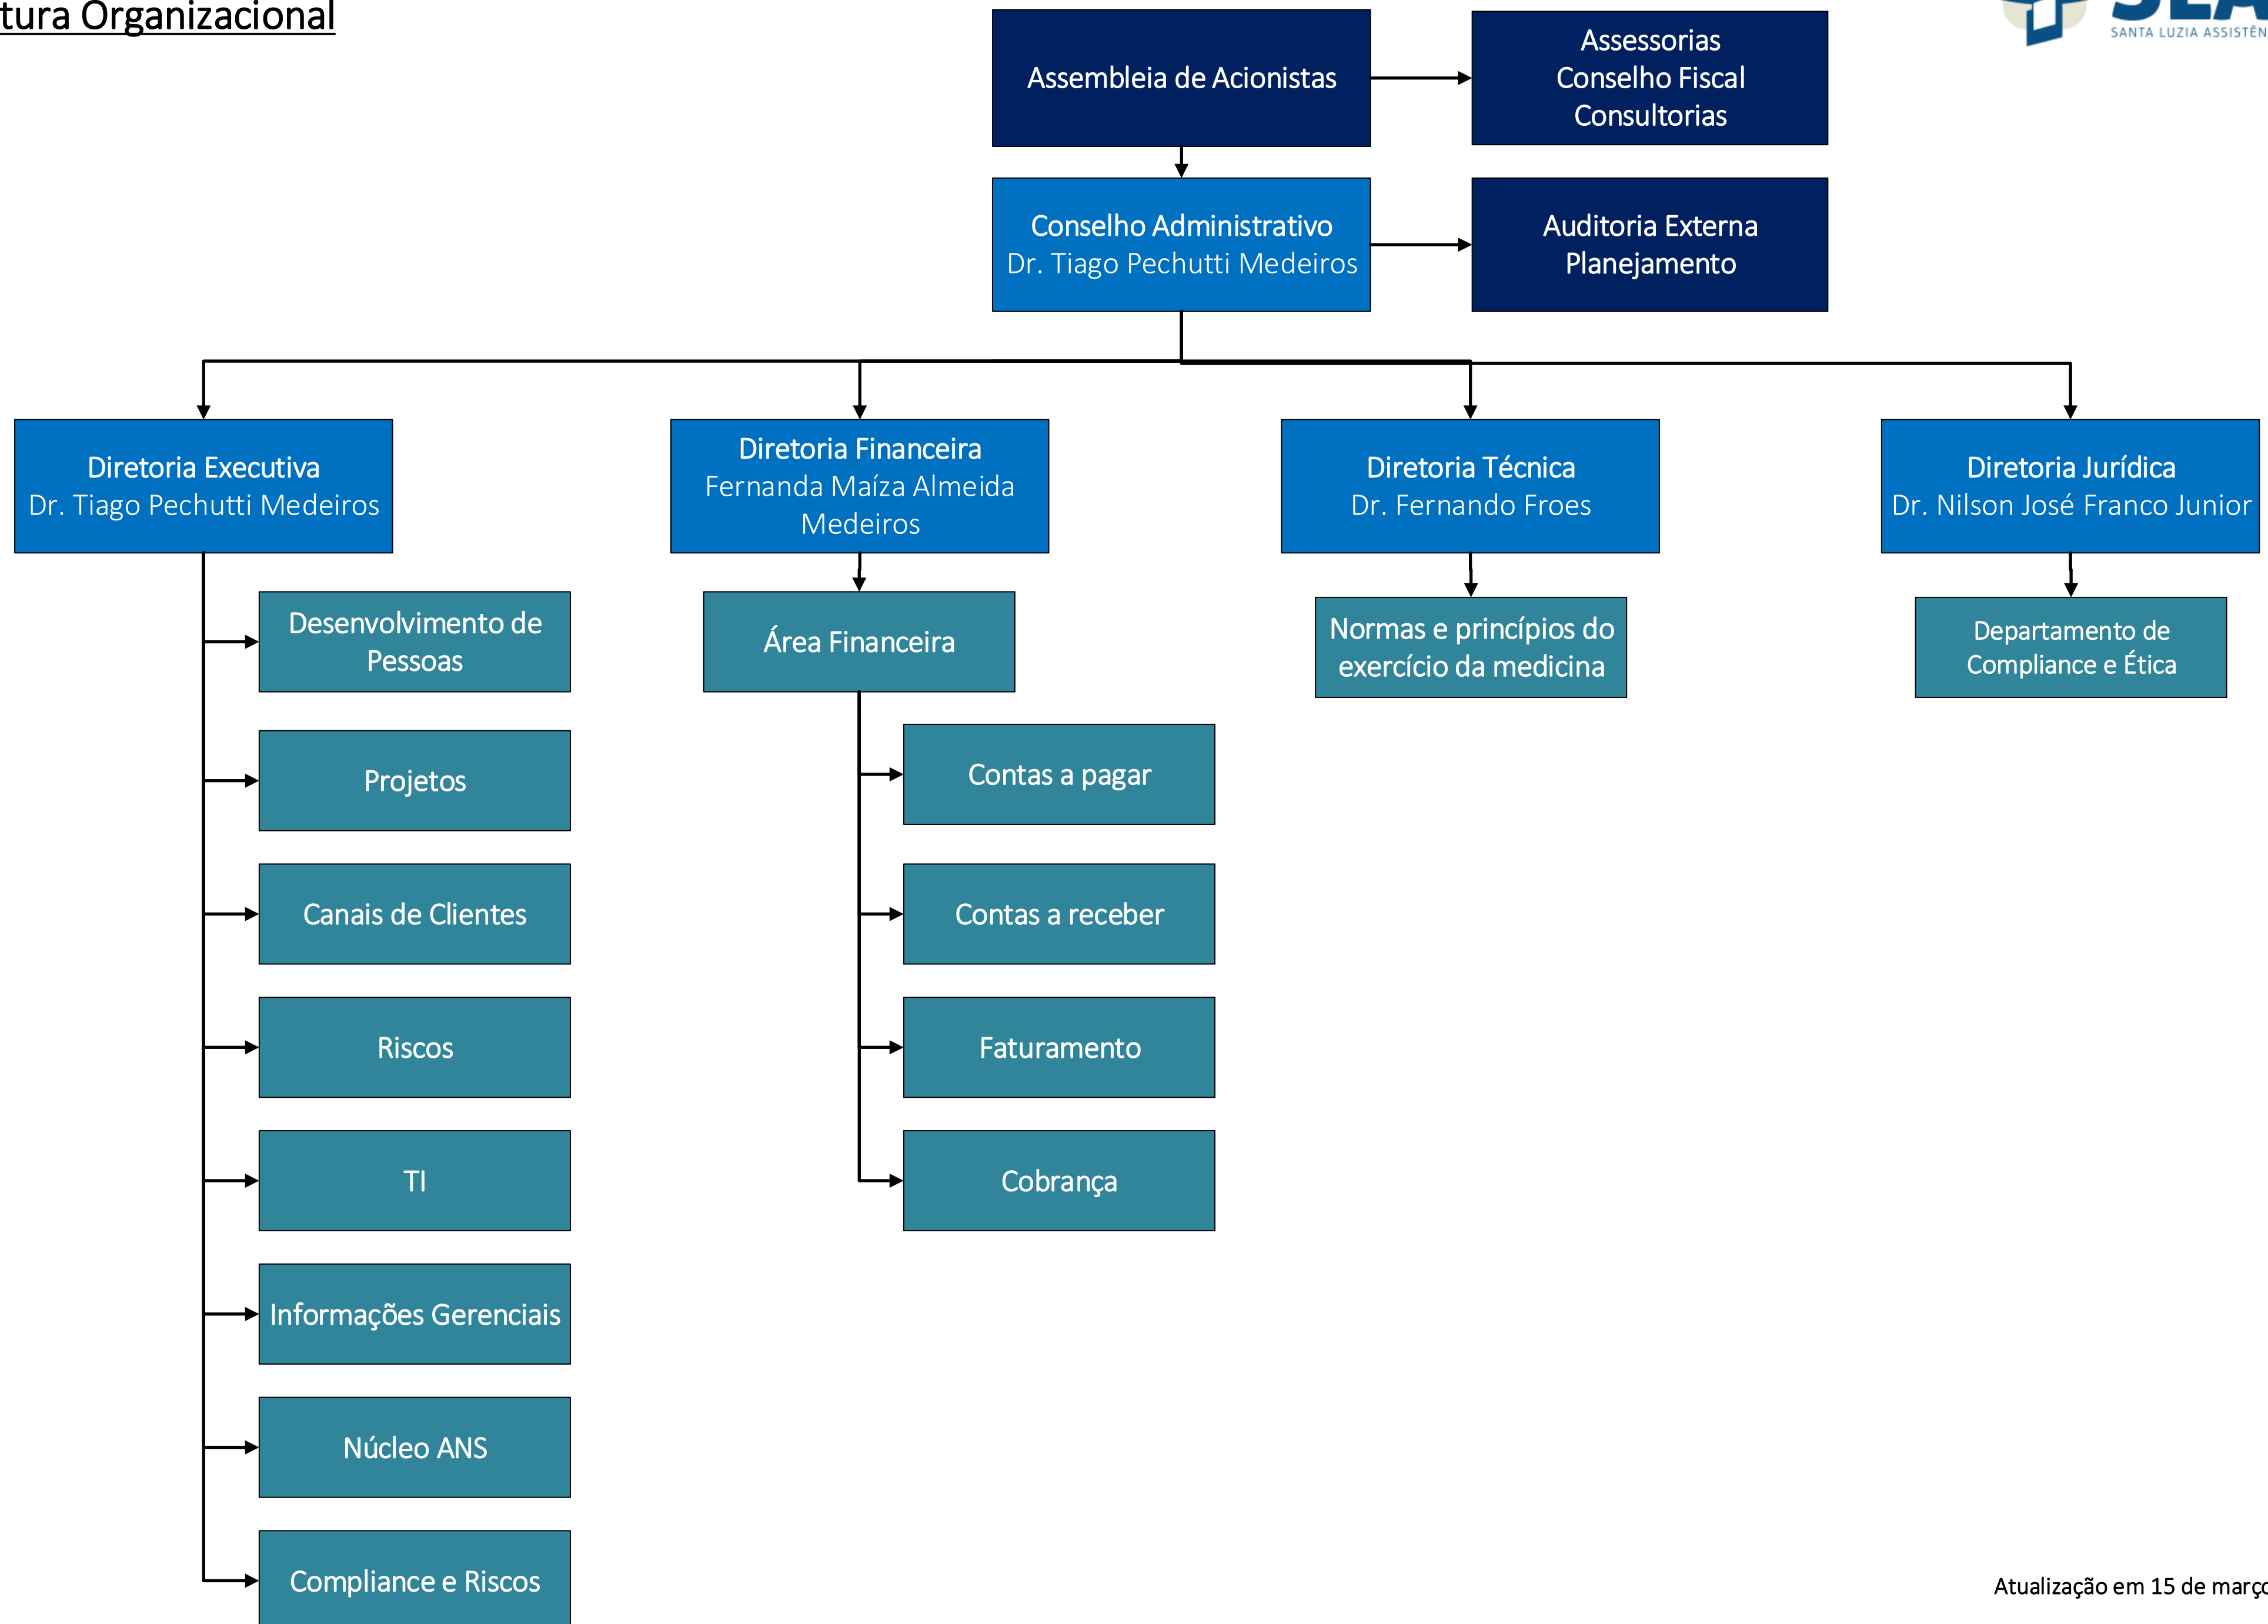 Organizacional
Assembleia de Acionistas
Assessorias
Conselho Fiscal
Consultorias
SANTA LUZIA
Conselho Administrativo
Dr. Tiago Pechutti Medeiros
Auditoria Externa
Planejamento
Diretoria Executiva
Dr. Tiago Pechutti Medeiros
Diretoria Financeira
Fernanda Maíza Almeida
Medeiros
Diretoria Técnica
Dr. Fernando Froes
Diretoria Jurídica
Dr. Nilson José Franco Junior
Desenvolvimento de
Pessoas
Projetos
Canais de Clientes
Riscos
TI
Informações Gerenciais
Núcleo ANS
Compliance e Riscos
Área Financeira
Contas a pagar
Contas a receber
Faturamento
Cobrança
Normas e princípios do
exercício da medicina
Departamento de
Compliance e Ética
Atualização em 15 de março